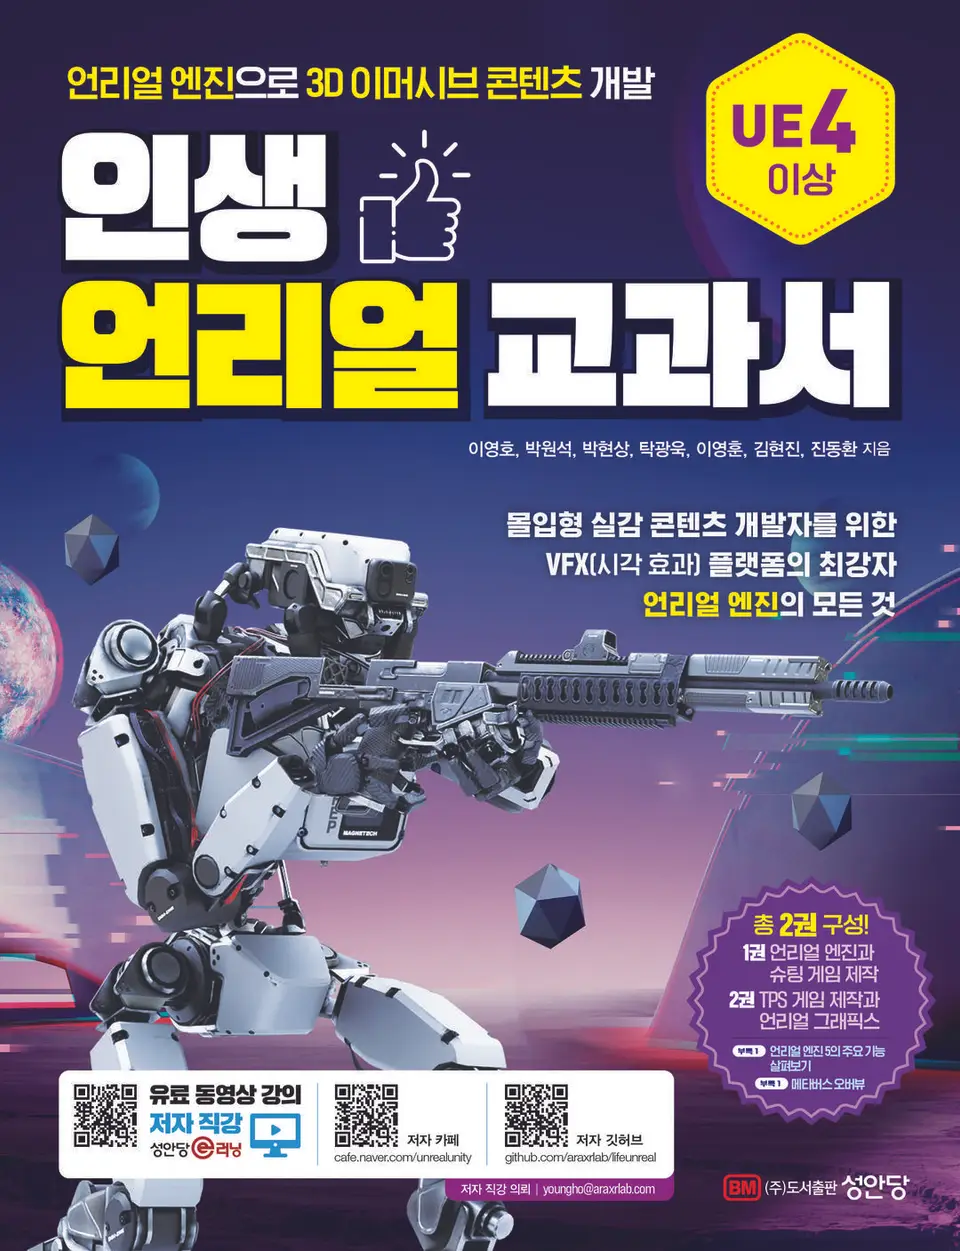 언리얼 엔진으로 3D 이머시브 콘텐츠 개발
UE4
이상
인생
언리얼 교과서
이영호, 박원석, 박현상, 탁광욱, 이영훈, 김현진, 진동환 지음
몰입형 실감 콘텐츠 개발자를 위한
VFX(시각 효과) 플랫폼의 최강자
언리얼 엔진의 모든 것
MAGNETECH
총 2권 구성!
1권 언리얼 엔진과
슈팅 게임 제작
2권 TPS 게임 제작과
언리얼 그래픽스
부록 1 언리얼 엔진 5의 주요 기능
살펴보기
부록 1 메타버스 오버뷰
유료 동영상 강의
저자 직강
성안당 e러닝
저자 카페
cafe.naver.com/unrealunity
저자 깃허브
github.com/araxrlab/lifeunreal
저자 직강 의뢰 | youngho@araxrlab.com
BM (주)도서출판 성안당